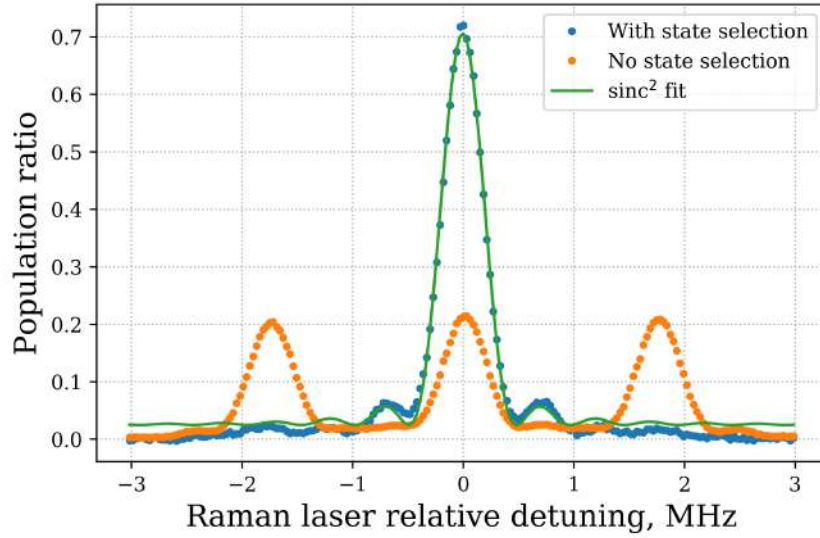 With state selection
No state selection
sinc² fit
Population ratio
0.7
0.6
0.5
0.4
0.3
0.2
0.1
0.0
−3 −2 −1 0 1 2 3
Raman laser relative detuning, MHz